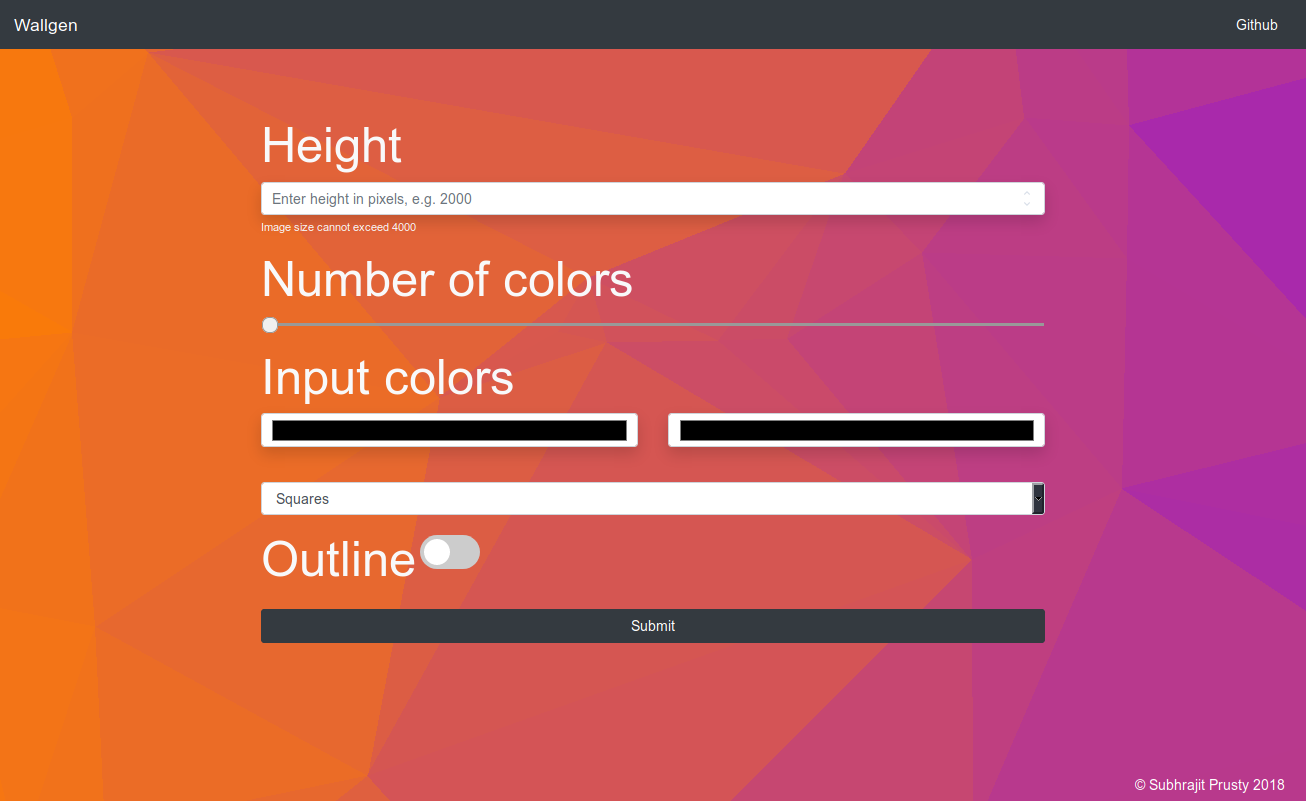 Wallgen
Github
Height
Enter height in pixels, e.g. 2000
Image size cannot exceed 4000
Number of colors
Input colors
Squares
Outline
Submit
© Subhrajit Prusty 2018